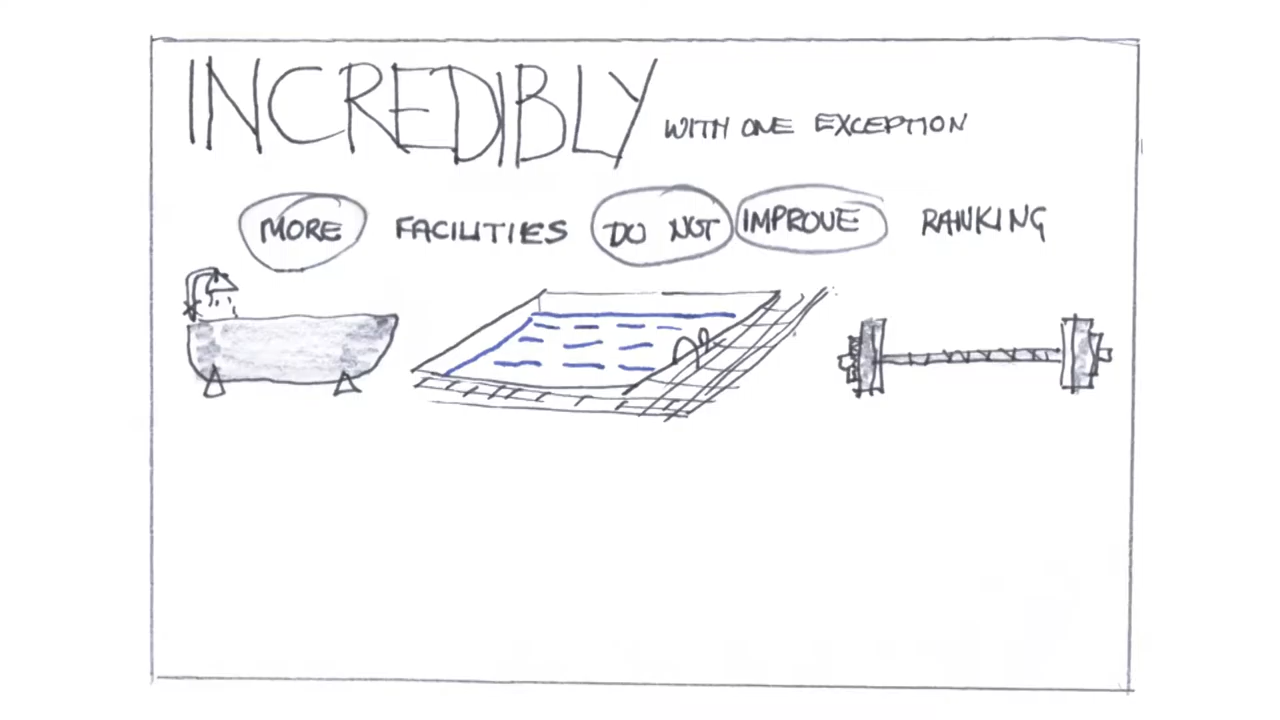 INCREDIBLY WITH ONE EXCEPTION
MORE FACILITIES DO NOT IMPROVE RANKING